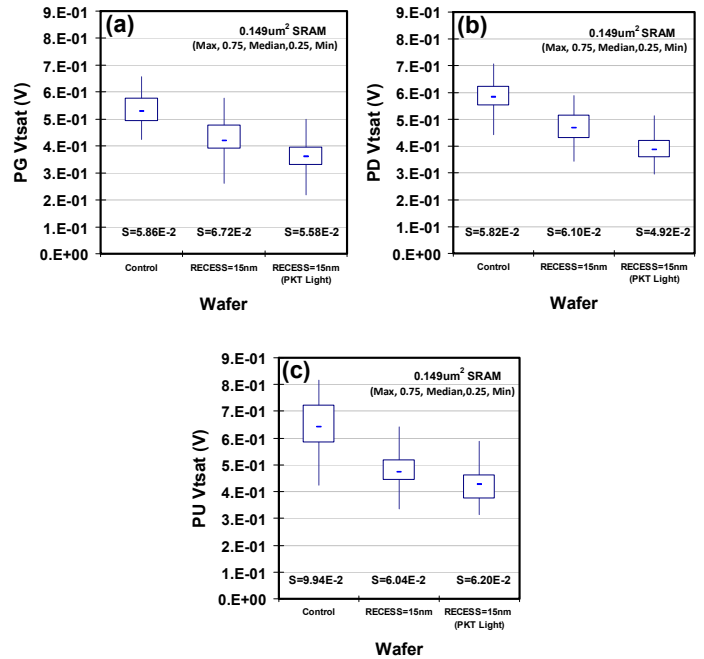 (a)
0.149um² SRAM
(Max, 0.75, Median,0.25, Min)
PG Vtsat (V)
9.E-01
8.E-01
7.E-01
6.E-01
5.E-01
4.E-01
3.E-01
2.E-01
1.E-01
0.E+00
S=5.86E-2 S=6.72E-2 S=5.58E-2
Control RECESS=15nm RECESS=15nm
(PKT Light)
Wafer
(b)
0.149um² SRAM
(Max, 0.75, Median,0.25, Min)
PD Vtsat (V)
9.E-01
8.E-01
7.E-01
6.E-01
5.E-01
4.E-01
3.E-01
2.E-01
1.E-01
0.E+00
S=5.82E-2 S=6.10E-2 S=4.92E-2
Control RECESS=15nm RECESS=15nm
(PKT Light)
Wafer
(c)
0.149um² SRAM
(Max, 0.75, Median,0.25, Min)
PU Vtsat (V)
9.E-01
8.E-01
7.E-01
6.E-01
5.E-01
4.E-01
3.E-01
2.E-01
1.E-01
0.E+00
S=9.94E-2 S=6.04E-2 S=6.20E-2
Control RECESS=15nm RECESS=15nm
(PKT Light)
Wafer